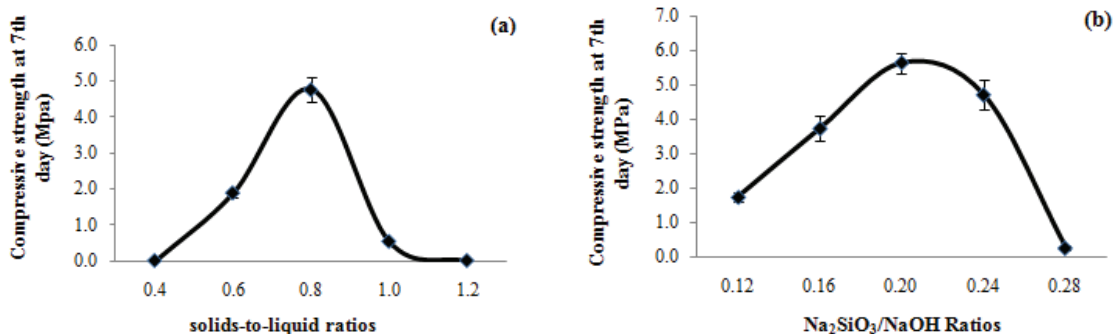 (a)
Compressive strength at 7th
day (Mpa)
6.0
5.0
4.0
3.0
2.0
1.0
0.0
0.4 0.6 0.8 1.0 1.2
solids-to-liquid ratios
(b)
Compressive strength at 7th
day (MPa)
7.0
6.0
5.0
4.0
3.0
2.0
1.0
0.0
0.12 0.16 0.20 0.24 0.28
Na₂SiO₃/NaOH Ratios